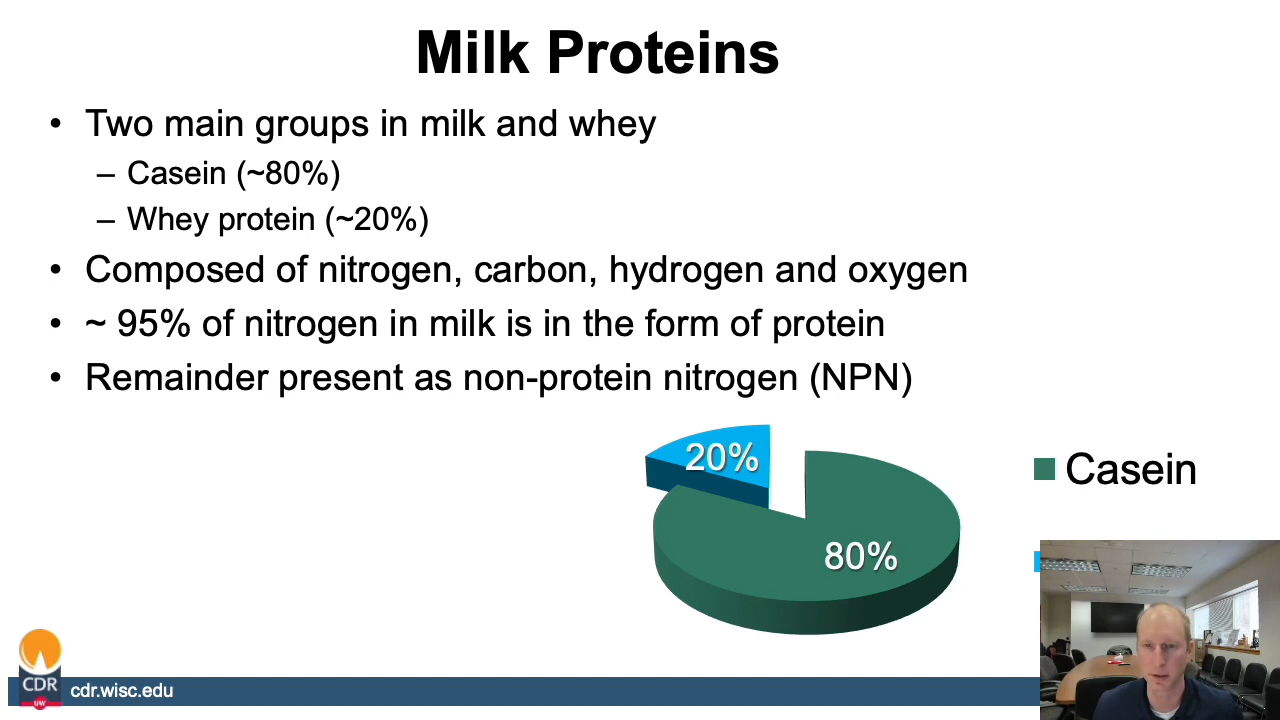 Milk Proteins
• Two main groups in milk and whey
– Casein (~80%)
– Whey protein (~20%)
• Composed of nitrogen, carbon, hydrogen and oxygen
• ~ 95% of nitrogen in milk is in the form of protein
• Remainder present as non-protein nitrogen (NPN)
20%
80%
Casein
CDR
UW
cdr.wisc.edu